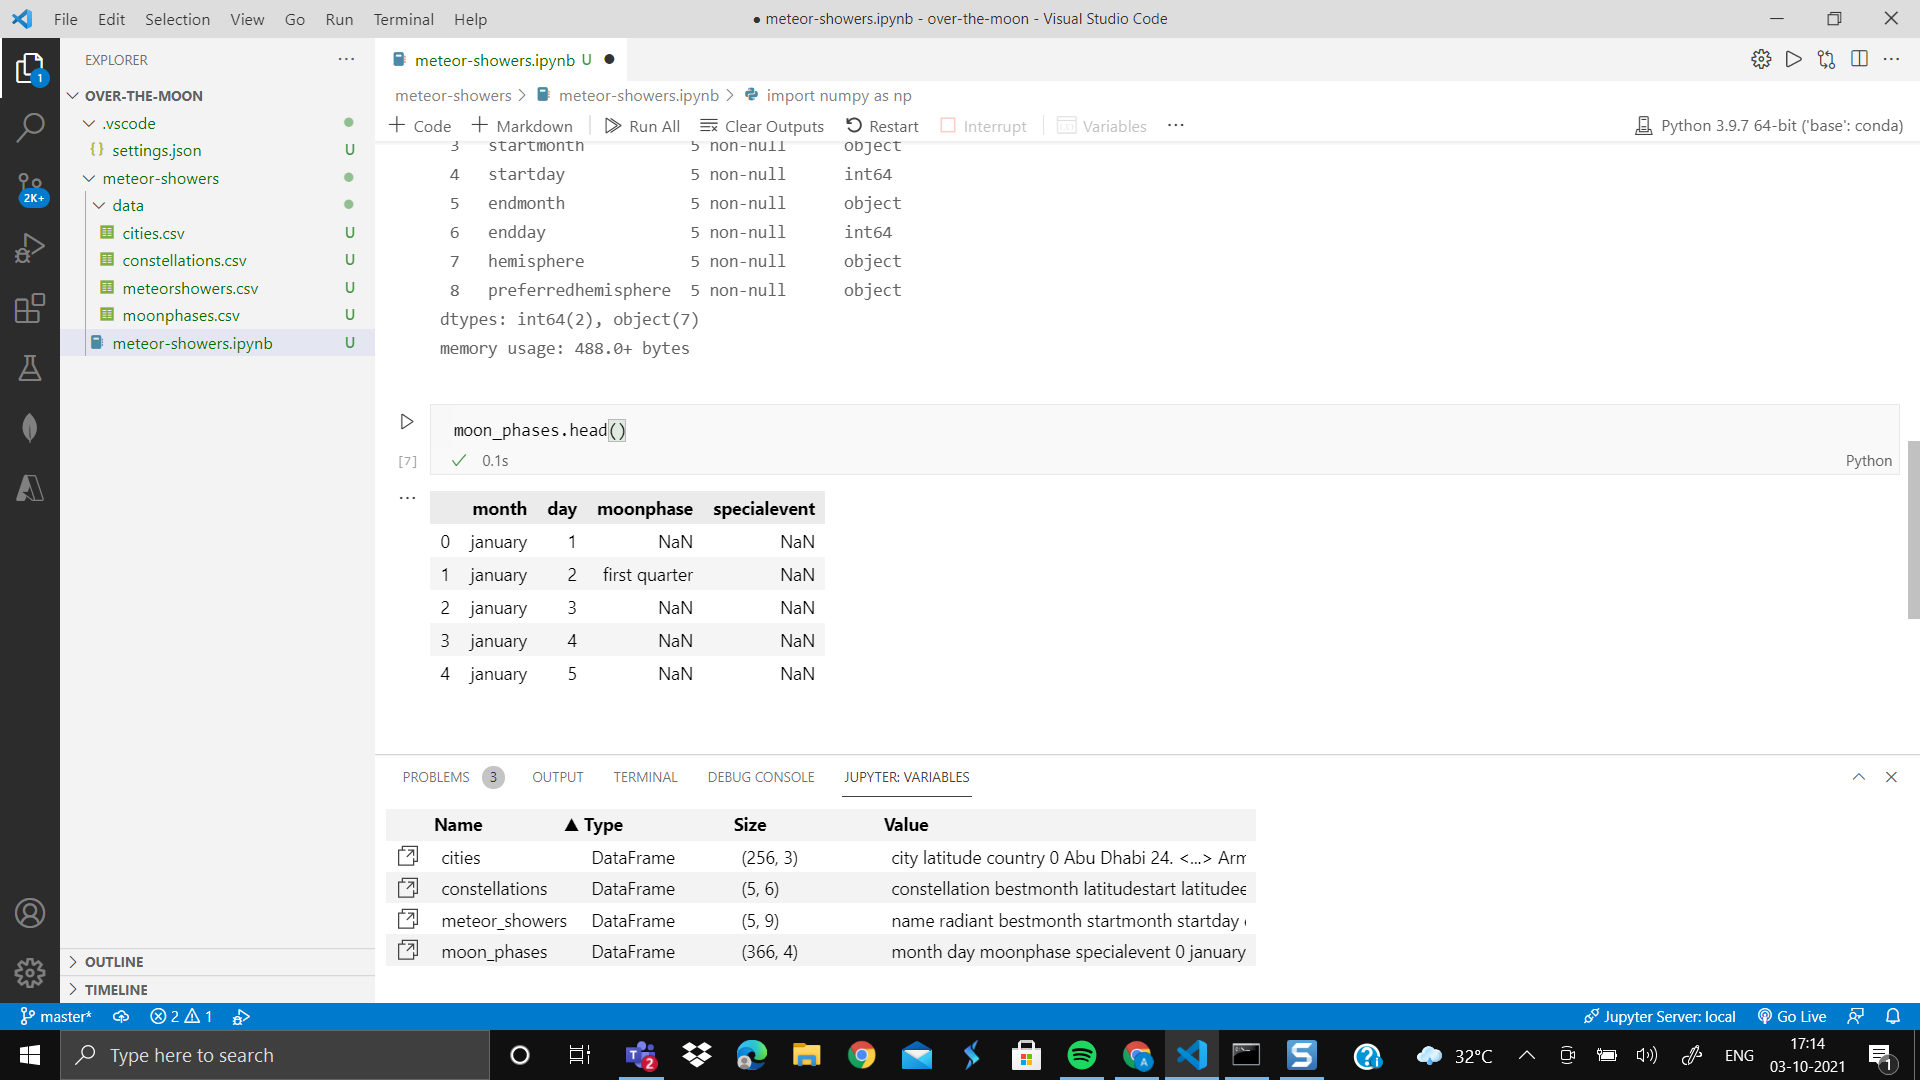 File Edit Selection View Go Run Terminal Help
● meteor-showers.ipynb - over-the-moon - Visual Studio Code
1
2K+
EXPLORER
OVER-THE-MOON
.vscode
{} settings.json U
meteor-showers
data
cities.csv U
constellations.csv U
meteorshowers.csv U
moonphases.csv U
meteor-showers.ipynb U
OUTLINE
TIMELINE
meteor-showers.ipynb U ●
meteor-showers > meteor-showers.ipynb > import numpy as np
+ Code + Markdown Run All Clear Outputs Restart Interrupt Variables ...
Python 3.9.7 64-bit ('base': conda)
3 startmonth 5 non-null object
4 startday 5 non-null int64
5 endmonth 5 non-null object
6 endday 5 non-null int64
7 hemisphere 5 non-null object
8 preferredhemisphere 5 non-null object
dtypes: int64(2), object(7)
memory usage: 488.0+ bytes
moon_phases.head()
[7] 0.1s Python
month day moonphase specialevent
0 january 1 NaN NaN
1 january 2 first quarter NaN
2 january 3 NaN NaN
3 january 4 NaN NaN
4 january 5 NaN NaN
PROBLEMS 3 OUTPUT TERMINAL DEBUG CONSOLE JUPYTER: VARIABLES
Name ▲ Type Size Value
cities DataFrame (256, 3) city latitude country 0 Abu Dhabi 24. <...> Arm
constellations DataFrame (5, 6) constellation bestmonth latitudestart latitudee
meteor_showers DataFrame (5, 9) name radiant bestmonth startmonth startday
moon_phases DataFrame (366, 4) month day moonphase specialevent 0 january
master* 2 1
Jupyter Server: local Go Live
Type here to search
2
32°C
ENG
17:14
03-10-2021
1